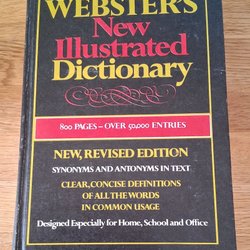 WEBSTER'S
New
Illustrated
Dictionary
800 PAGES – OVER 50,000 ENTRIES
NEW, REVISED EDITION
SYNONYMS AND ANTONYMS IN TEXT
CLEAR, CONCISE DEFINITIONS
OF ALL THE WORDS
IN COMMON USAGE
Designed Especially for Home, School and Office